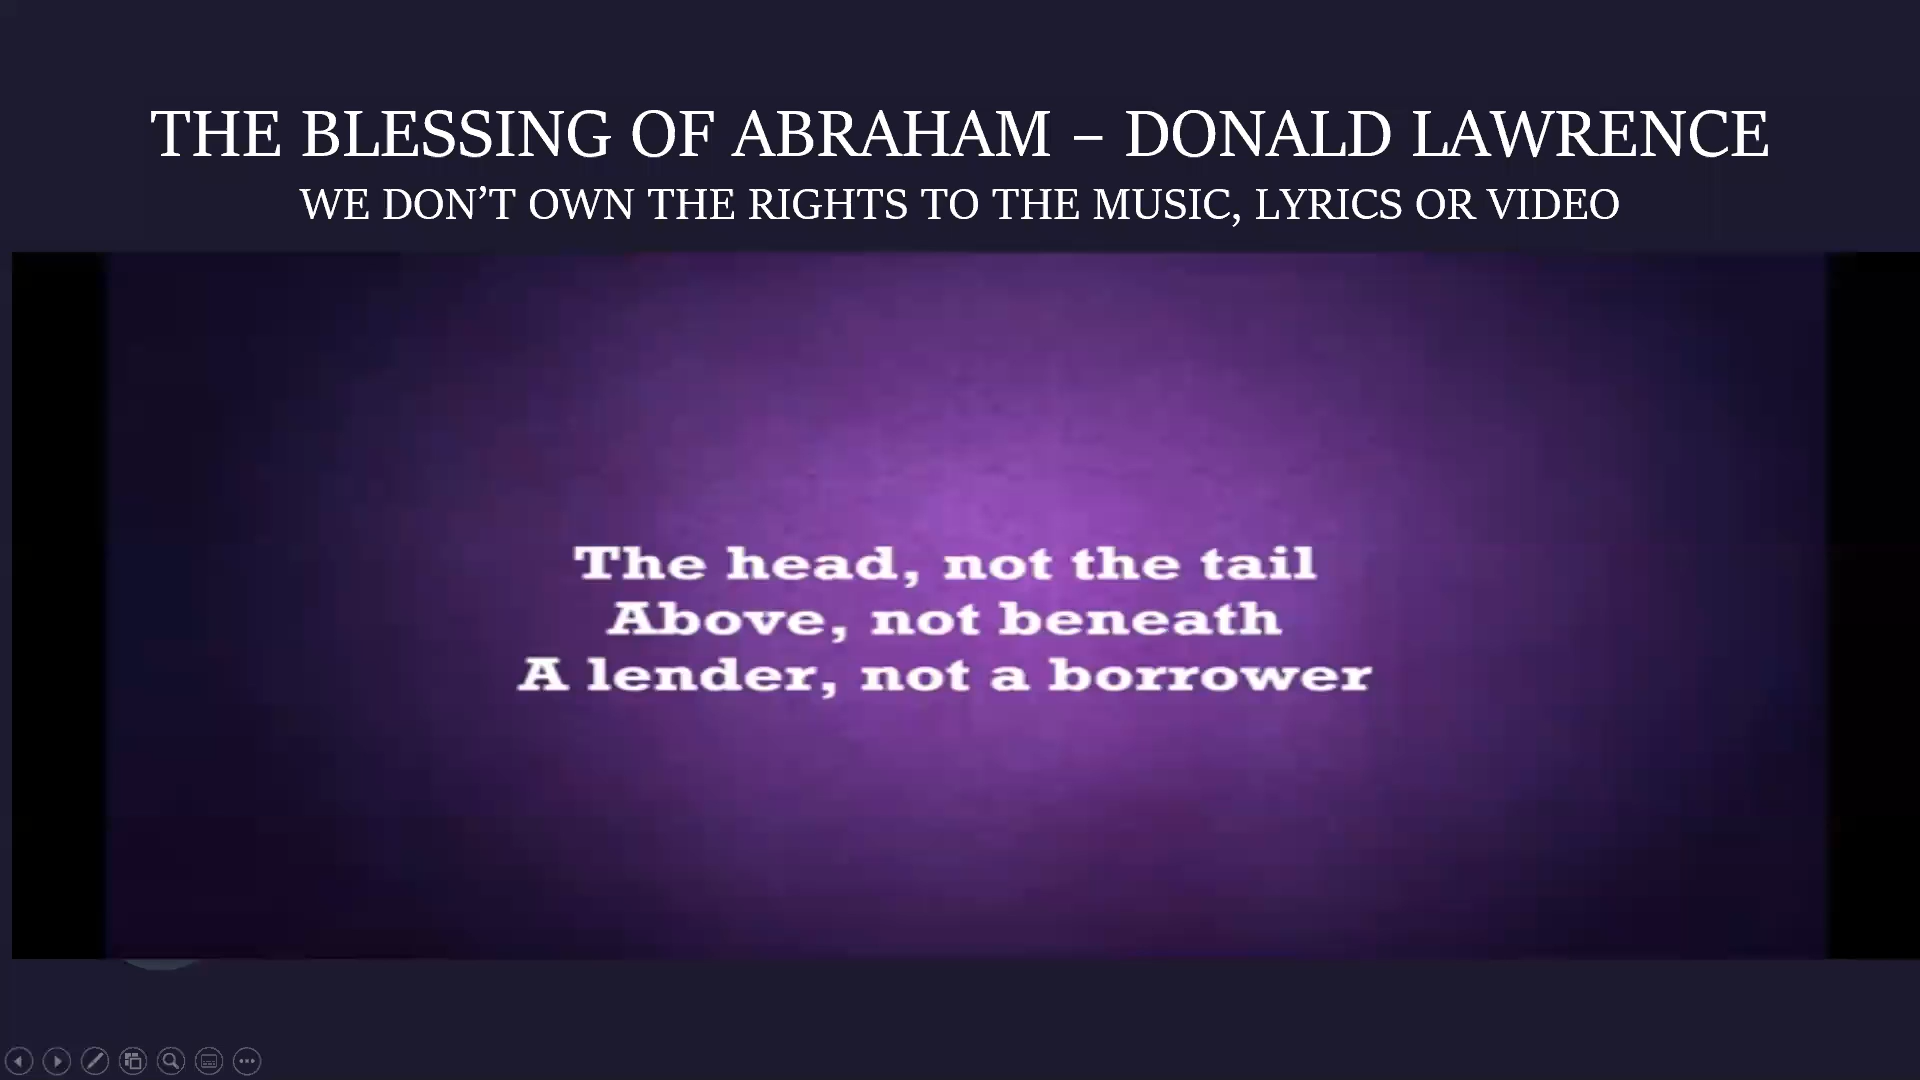 THE BLESSING OF ABRAHAM – DONALD LAWRENCE
WE DON’T OWN THE RIGHTS TO THE MUSIC, LYRICS OR VIDEO
The head, not the tail
Above, not beneath
A lender, not a borrower